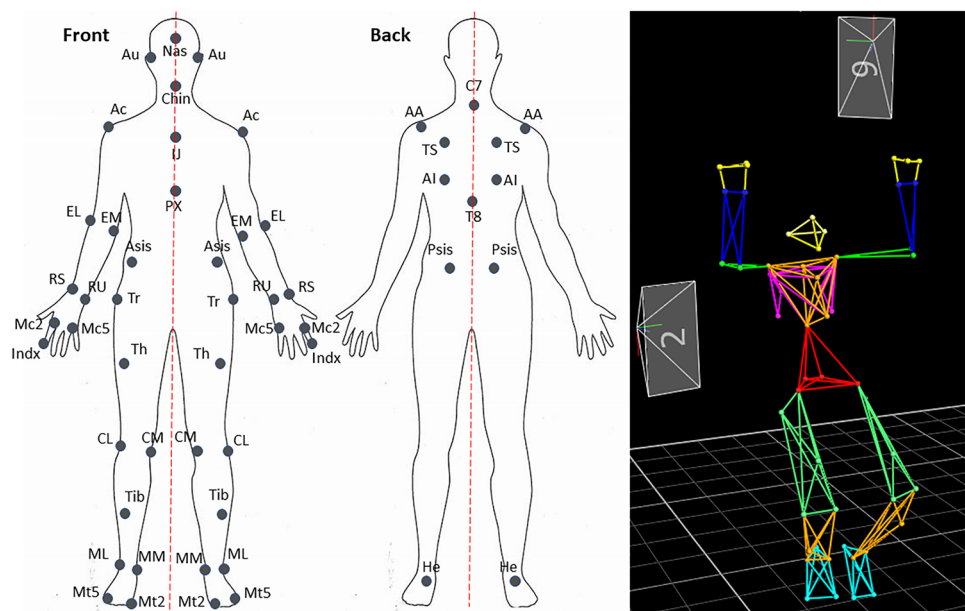 Front
Back
Nas
Au
Au
Chin
Ac
Ac
IJ
PX
EL
EM
EM
EL
Asis
Asis
RS
RU
RU
RS
Tr
Tr
Mc2
Mc5
Mc5
Mc2
Indx
Indx
Th
Th
CL
CM
CM
CL
Tib
Tib
ML
MM
MM
ML
Mt5
Mt2
Mt2
Mt5
C7
AA
AA
TS
TS
AI
AI
T8
Psis
Psis
He
He
9
2